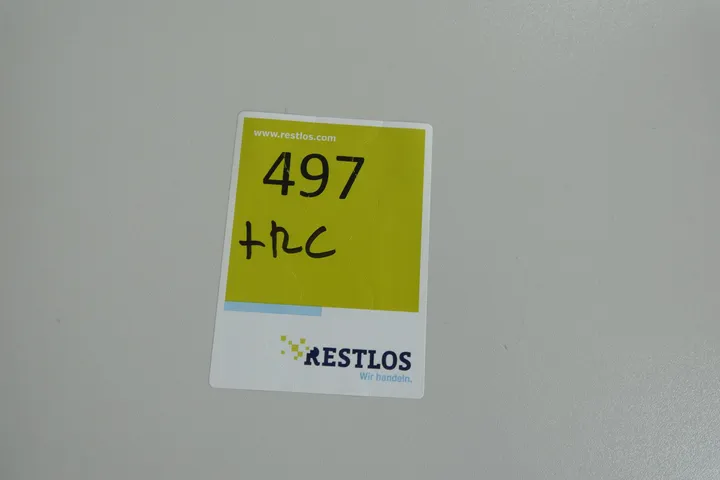 www.restlos.com
497
+RC
RESTLOS
Wir handeln.